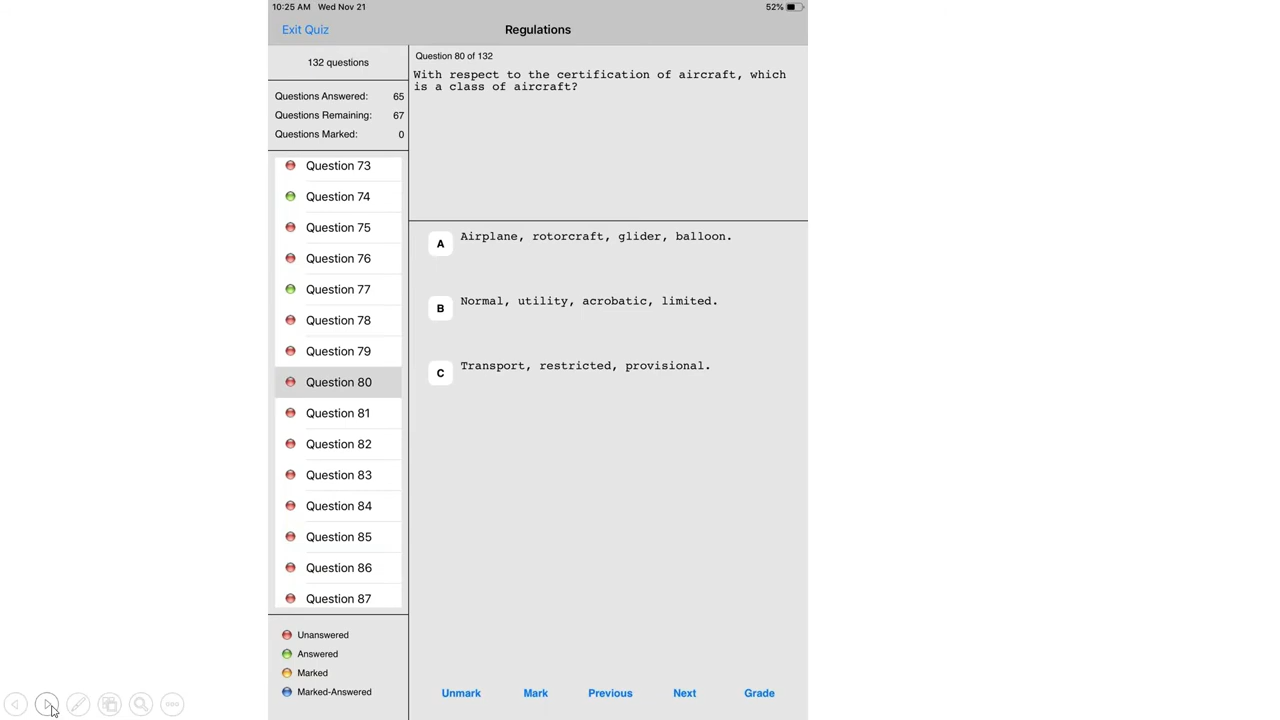 10:25 AM Wed Nov 21
52%
Exit Quiz
Regulations
132 questions
Questions Answered: 65
Questions Remaining: 67
Questions Marked: 0
Question 73
Question 74
Question 75
Question 76
Question 77
Question 78
Question 79
Question 80
Question 81
Question 82
Question 83
Question 84
Question 85
Question 86
Question 87
Unanswered
Answered
Marked
Marked-Answered
Question 80 of 132
With respect to the certification of aircraft, which
is a class of aircraft?
A Airplane, rotorcraft, glider, balloon.
B Normal, utility, acrobatic, limited.
C Transport, restricted, provisional.
Unmark Mark Previous Next Grade